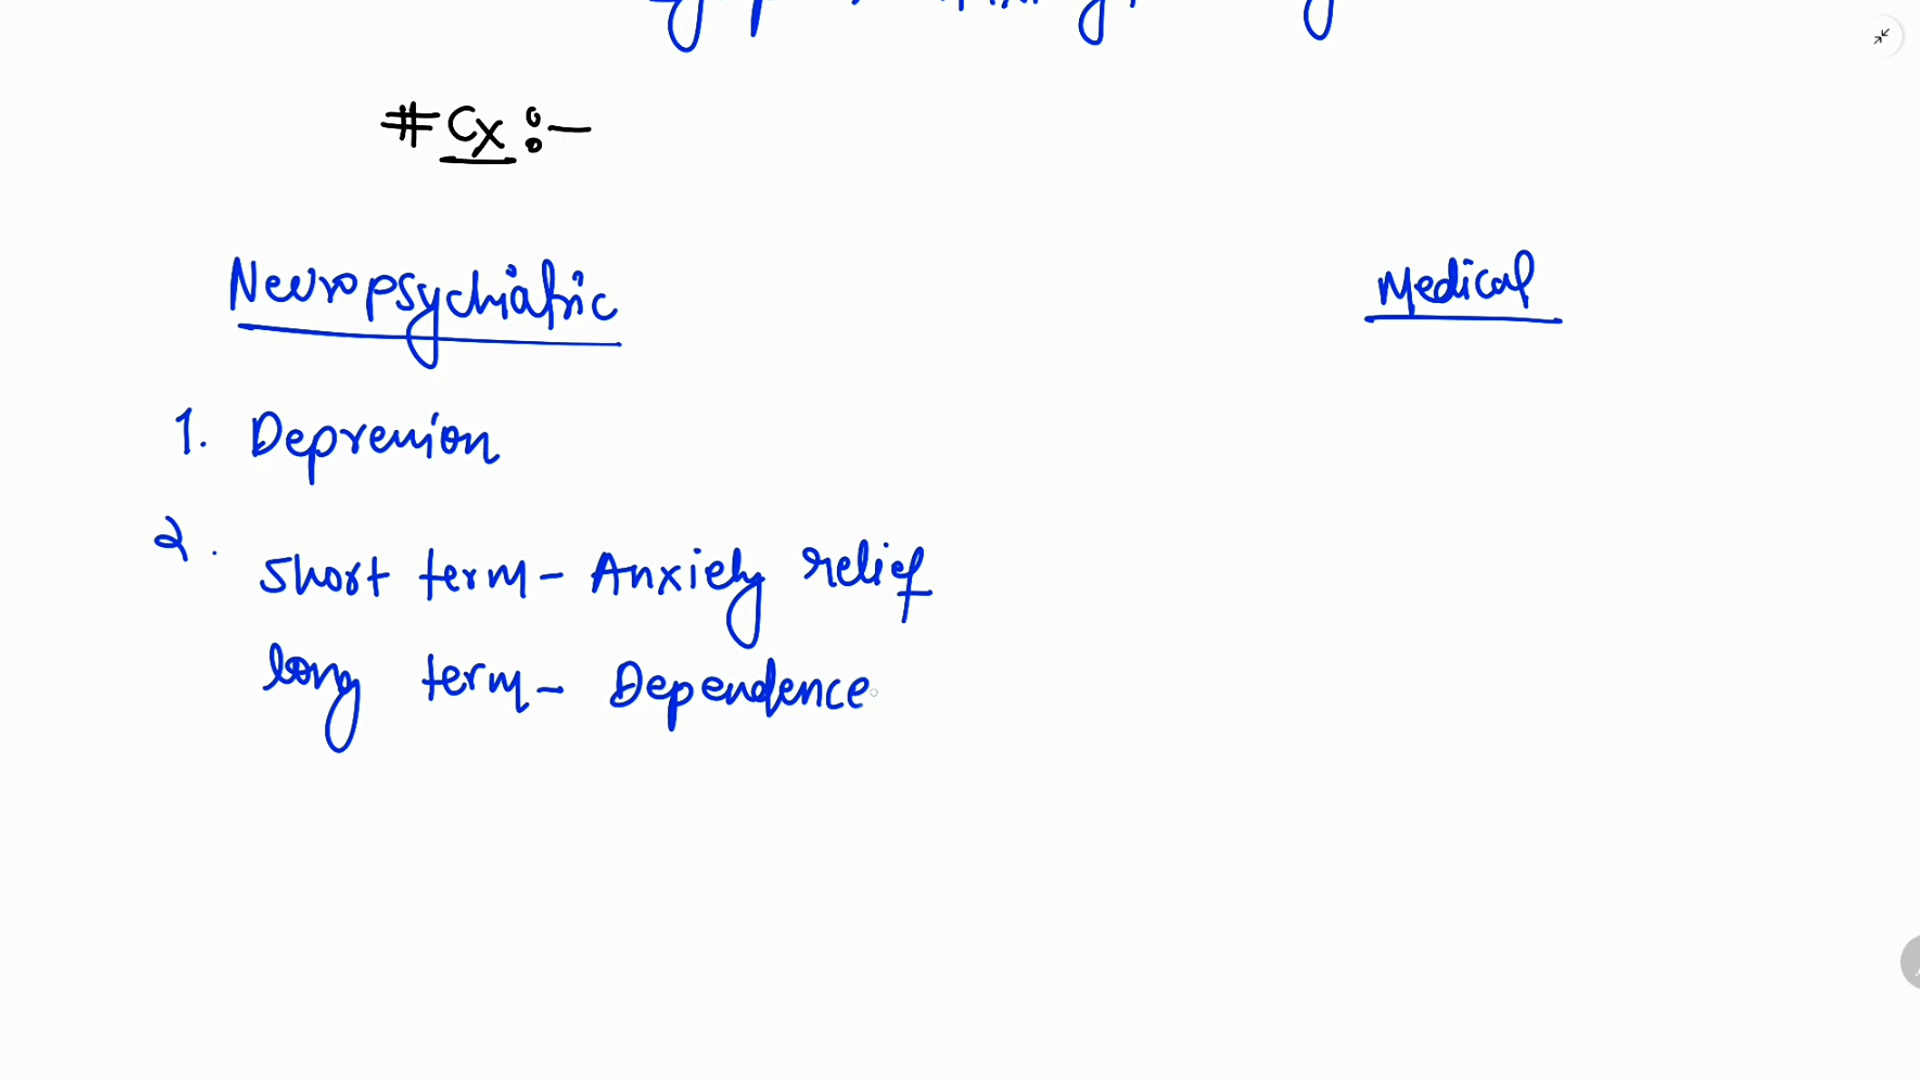 # Cx :-
Neuropsychiatric
Medical
1. Depression
2.
Short term - Anxiety relief
long term - Dependence